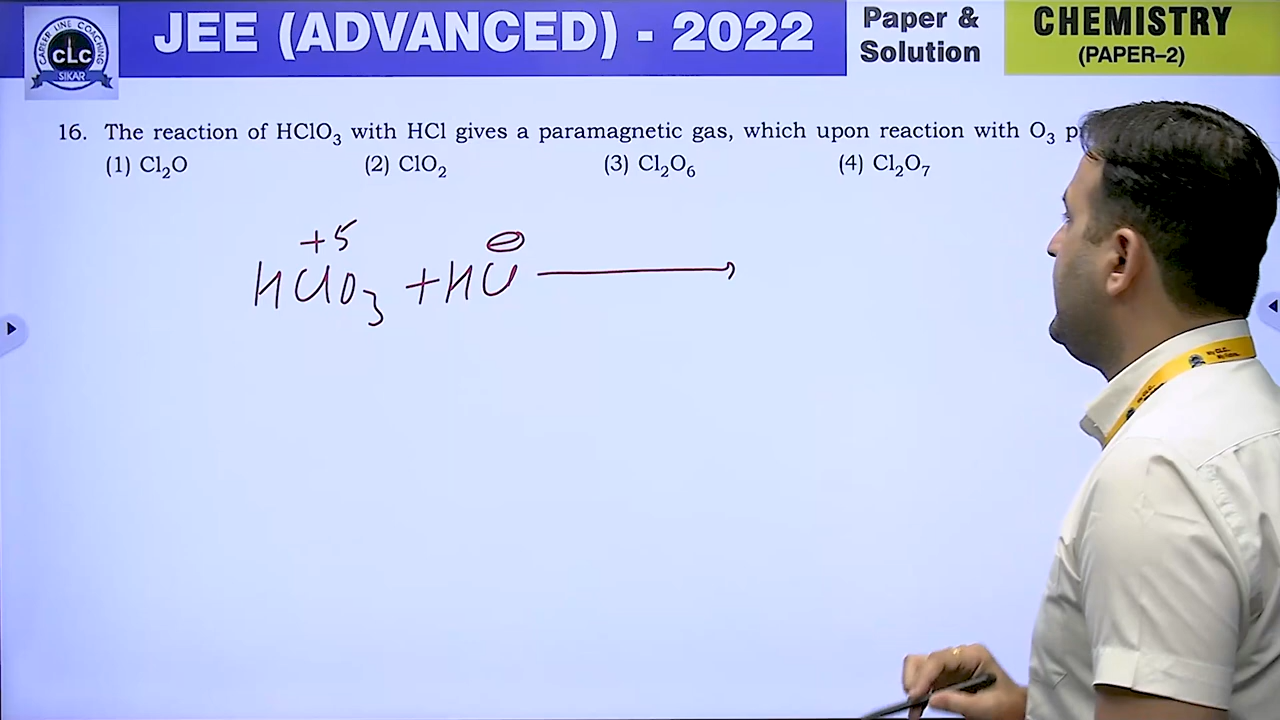 CAREER LINE COACHING
CLC
SIKAR
JEE (ADVANCED) - 2022
Paper &
Solution
CHEMISTRY
(PAPER–2)
16. The reaction of HClO₃ with HCl gives a paramagnetic gas, which upon reaction with O₃ p
(1) Cl₂O (2) ClO₂ (3) Cl₂O₆ (4) Cl₂O₇
+5 ⊖
HClO₃ + HCl ⟶
My CLC..